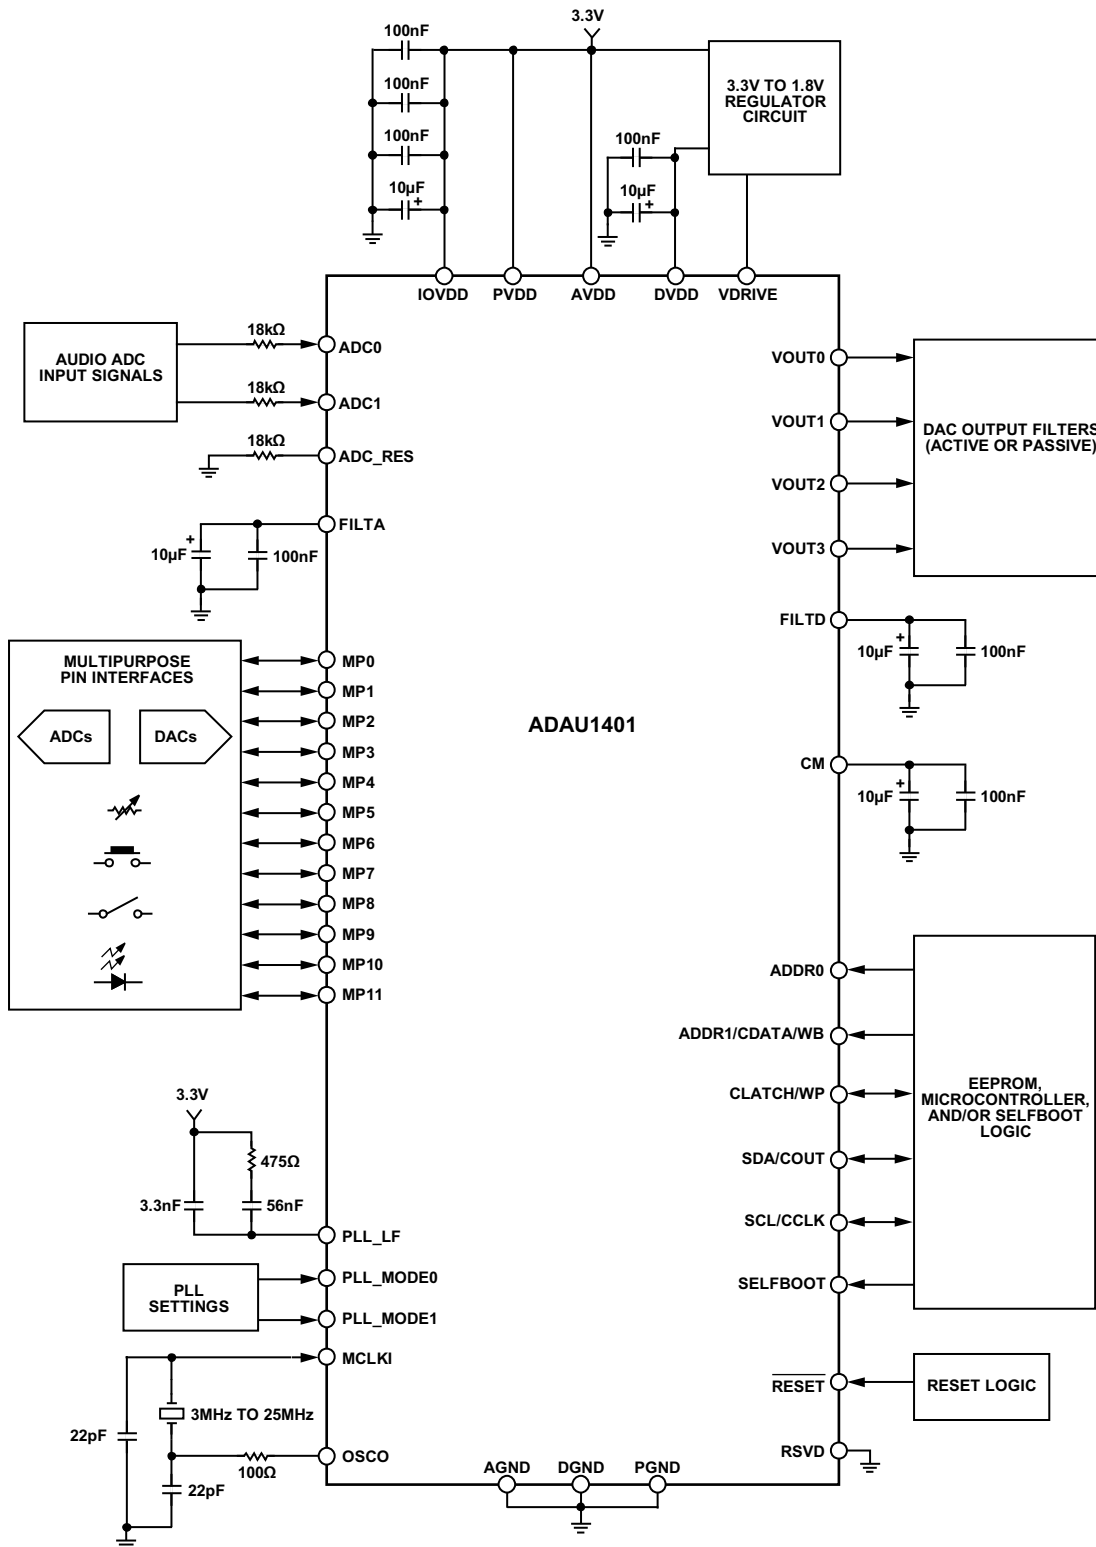 3.3V
100nF
100nF
100nF
10µF
+
3.3V TO 1.8V
REGULATOR
CIRCUIT
100nF
10µF
+
IOVDD
PVDD
AVDD
DVDD
VDRIVE
AUDIO ADC
INPUT SIGNALS
18kΩ
18kΩ
18kΩ
ADC0
ADC1
ADC_RES
FILTA
+
10µF
100nF
MULTIPURPOSE
PIN INTERFACES
ADCs
DACs
MP0
MP1
MP2
MP3
MP4
MP5
MP6
MP7
MP8
MP9
MP10
MP11
ADAU1401
3.3V
475Ω
3.3nF
56nF
PLL_LF
PLL
SETTINGS
PLL_MODE0
PLL_MODE1
MCLKI
3MHz TO 25MHz
22pF
100Ω
OSCO
22pF
AGND
DGND
PGND
VOUT0
VOUT1
VOUT2
VOUT3
DAC OUTPUT FILTERS
(ACTIVE OR PASSIVE)
FILTD
+
10µF
100nF
CM
+
10µF
100nF
ADDR0
ADDR1/CDATA/WB
CLATCH/WP
SDA/COUT
SCL/CCLK
SELFBOOT
EEPROM,
MICROCONTROLLER,
AND/OR SELFBOOT
LOGIC
RESET
RESET LOGIC
RSVD